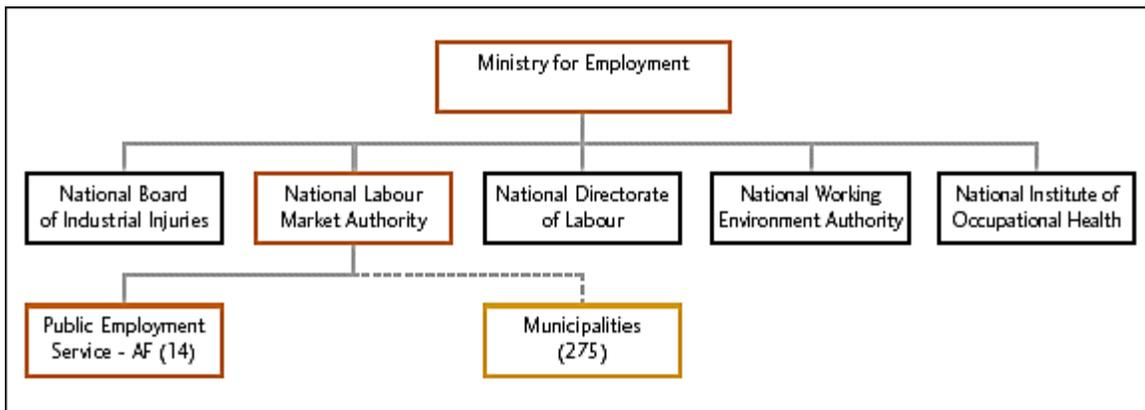 Ministry for Employment
National Board
of Industrial Injuries
National Labour
Market Authority
National Directorate
of Labour
National Working
Environment Authority
National Institute of
Occupational Health
Public Employment
Service - AF (14)
Municipalities
(275)